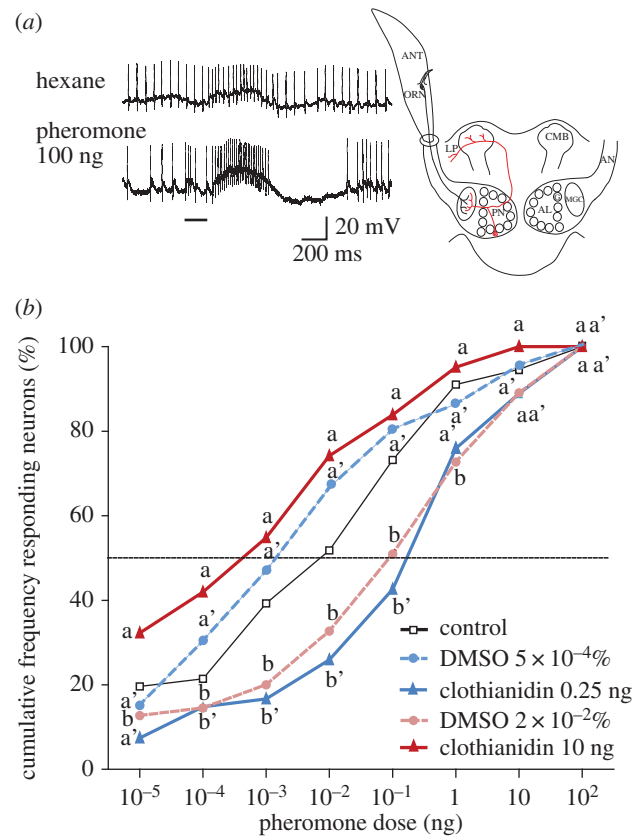 (a)
hexane
pheromone
100 ng
20 mV
200 ms
ANT
ORN
LP
CMB
AN
PN
AL
G
MGC
(b)
cumulative frequency responding neurons (%)
100
80
60
40
20
0
a a a a a a a a a’
a’ a’ a’ a’ a’ a’ a’ a a’
b b b b b b a a’
a’ b’ b’ b’ b’ a’
control
DMSO 5 × 10–4%
clothianidin 0.25 ng
DMSO 2 × 10–2%
clothianidin 10 ng
10–5 10–4 10–3 10–2 10–1 1 10 10²
pheromone dose (ng)